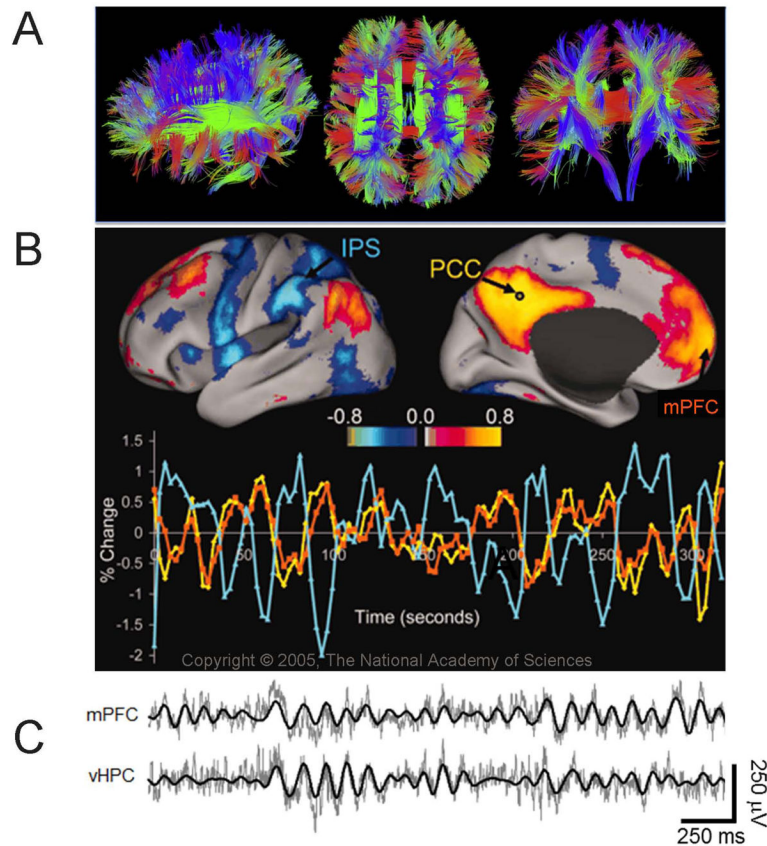 A
B
IPS
PCC
mPFC
-0.8 0.0 0.8
1.5
1
0.5
0
-0.5
-1
-1.5
-2
% Change
0 50 100 150 200 250 300
A
Time (seconds)
Copyright © 2005, The National Academy of Sciences
C
mPFC
vHPC
250 µV
250 ms